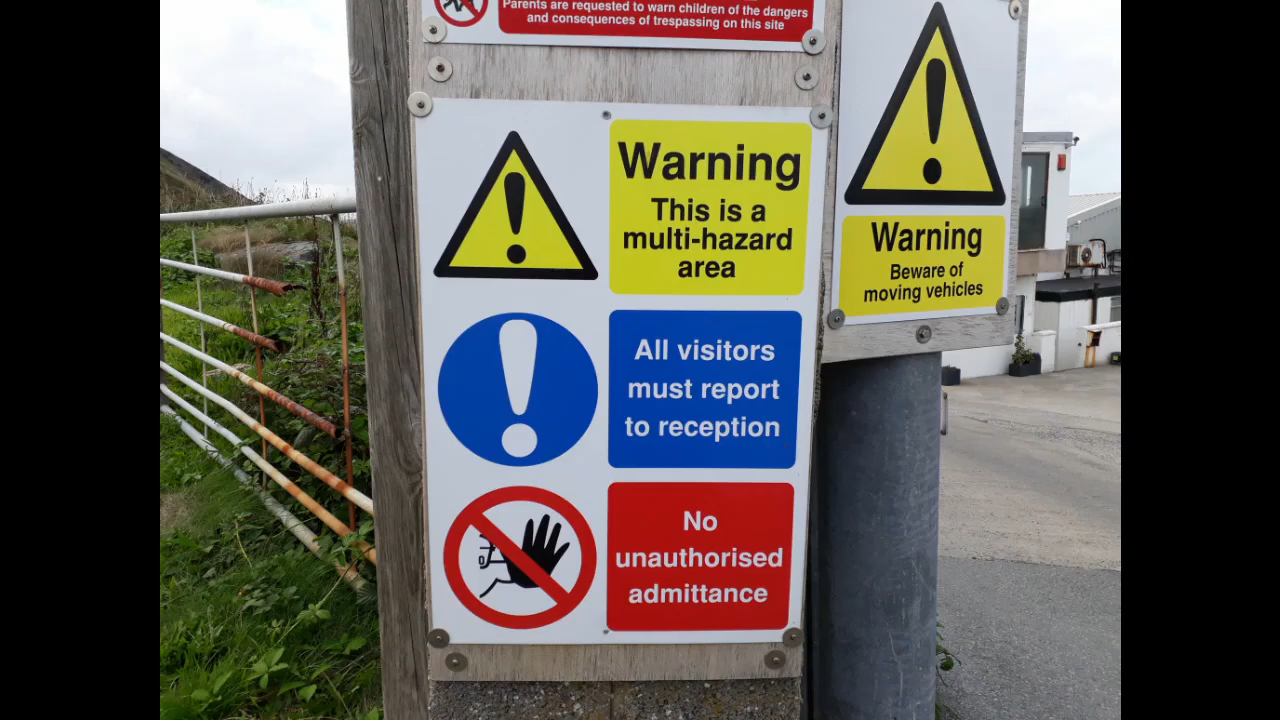 Parents are requested to warn children of the dangers
and consequences of trespassing on this site
Warning
This is a
multi-hazard
area
All visitors
must report
to reception
No
unauthorised
admittance
Warning
Beware of
moving vehicles